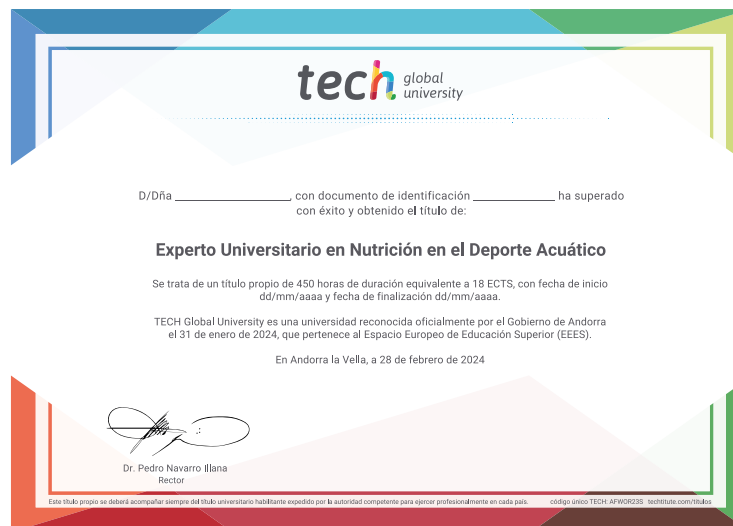 tech global
university
D/Dña ______________, con documento de identificación ____________ ha superado
con éxito y obtenido el título de:
Experto Universitario en Nutrición en el Deporte Acuático
Se trata de un título propio de 450 horas de duración equivalente a 18 ECTS, con fecha de inicio
dd/mm/aaaa y fecha de finalización dd/mm/aaaa.
TECH Global University es una universidad reconocida oficialmente por el Gobierno de Andorra
el 31 de enero de 2024, que pertenece al Espacio Europeo de Educación Superior (EEES).
En Andorra la Vella, a 28 de febrero de 2024
Dr. Pedro Navarro Illana
Rector
Este título propio se deberá acompañar siempre del título universitario habilitante expedido por la autoridad competente para ejercer profesionalmente en cada país. código único TECH: AFWOR23S techtitute.com/titulos